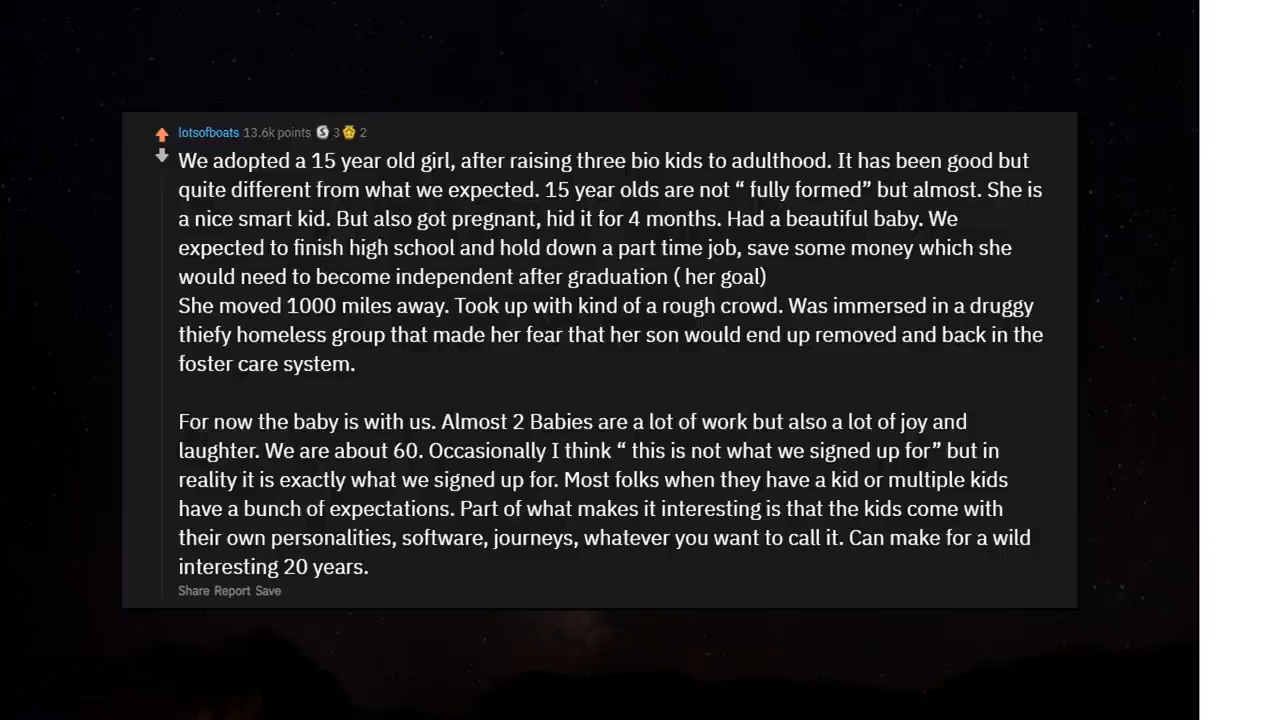 lotsofboats 13.6k points S 3 2
We adopted a 15 year old girl, after raising three bio kids to adulthood. It has been good but
quite different from what we expected. 15 year olds are not “ fully formed” but almost. She is
a nice smart kid. But also got pregnant, hid it for 4 months. Had a beautiful baby. We
expected to finish high school and hold down a part time job, save some money which she
would need to become independent after graduation ( her goal)
She moved 1000 miles away. Took up with kind of a rough crowd. Was immersed in a druggy
thiefy homeless group that made her fear that her son would end up removed and back in the
foster care system.
For now the baby is with us. Almost 2 Babies are a lot of work but also a lot of joy and
laughter. We are about 60. Occasionally I think “ this is not what we signed up for” but in
reality it is exactly what we signed up for. Most folks when they have a kid or multiple kids
have a bunch of expectations. Part of what makes it interesting is that the kids come with
their own personalities, software, journeys, whatever you want to call it. Can make for a wild
interesting 20 years.
Share Report Save